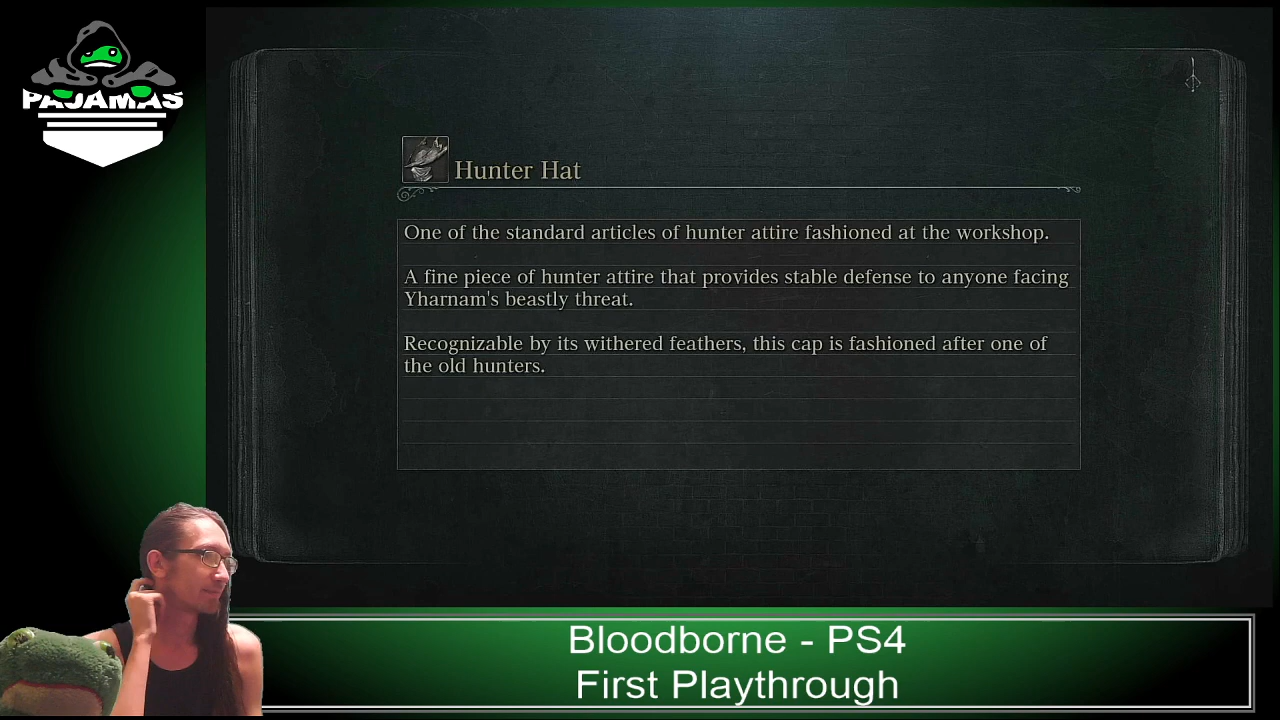 PAJAMAS
Hunter Hat
One of the standard articles of hunter attire fashioned at the workshop.
A fine piece of hunter attire that provides stable defense to anyone facing
Yharnam's beastly threat.
Recognizable by its withered feathers, this cap is fashioned after one of
the old hunters.
Bloodborne - PS4
First Playthrough